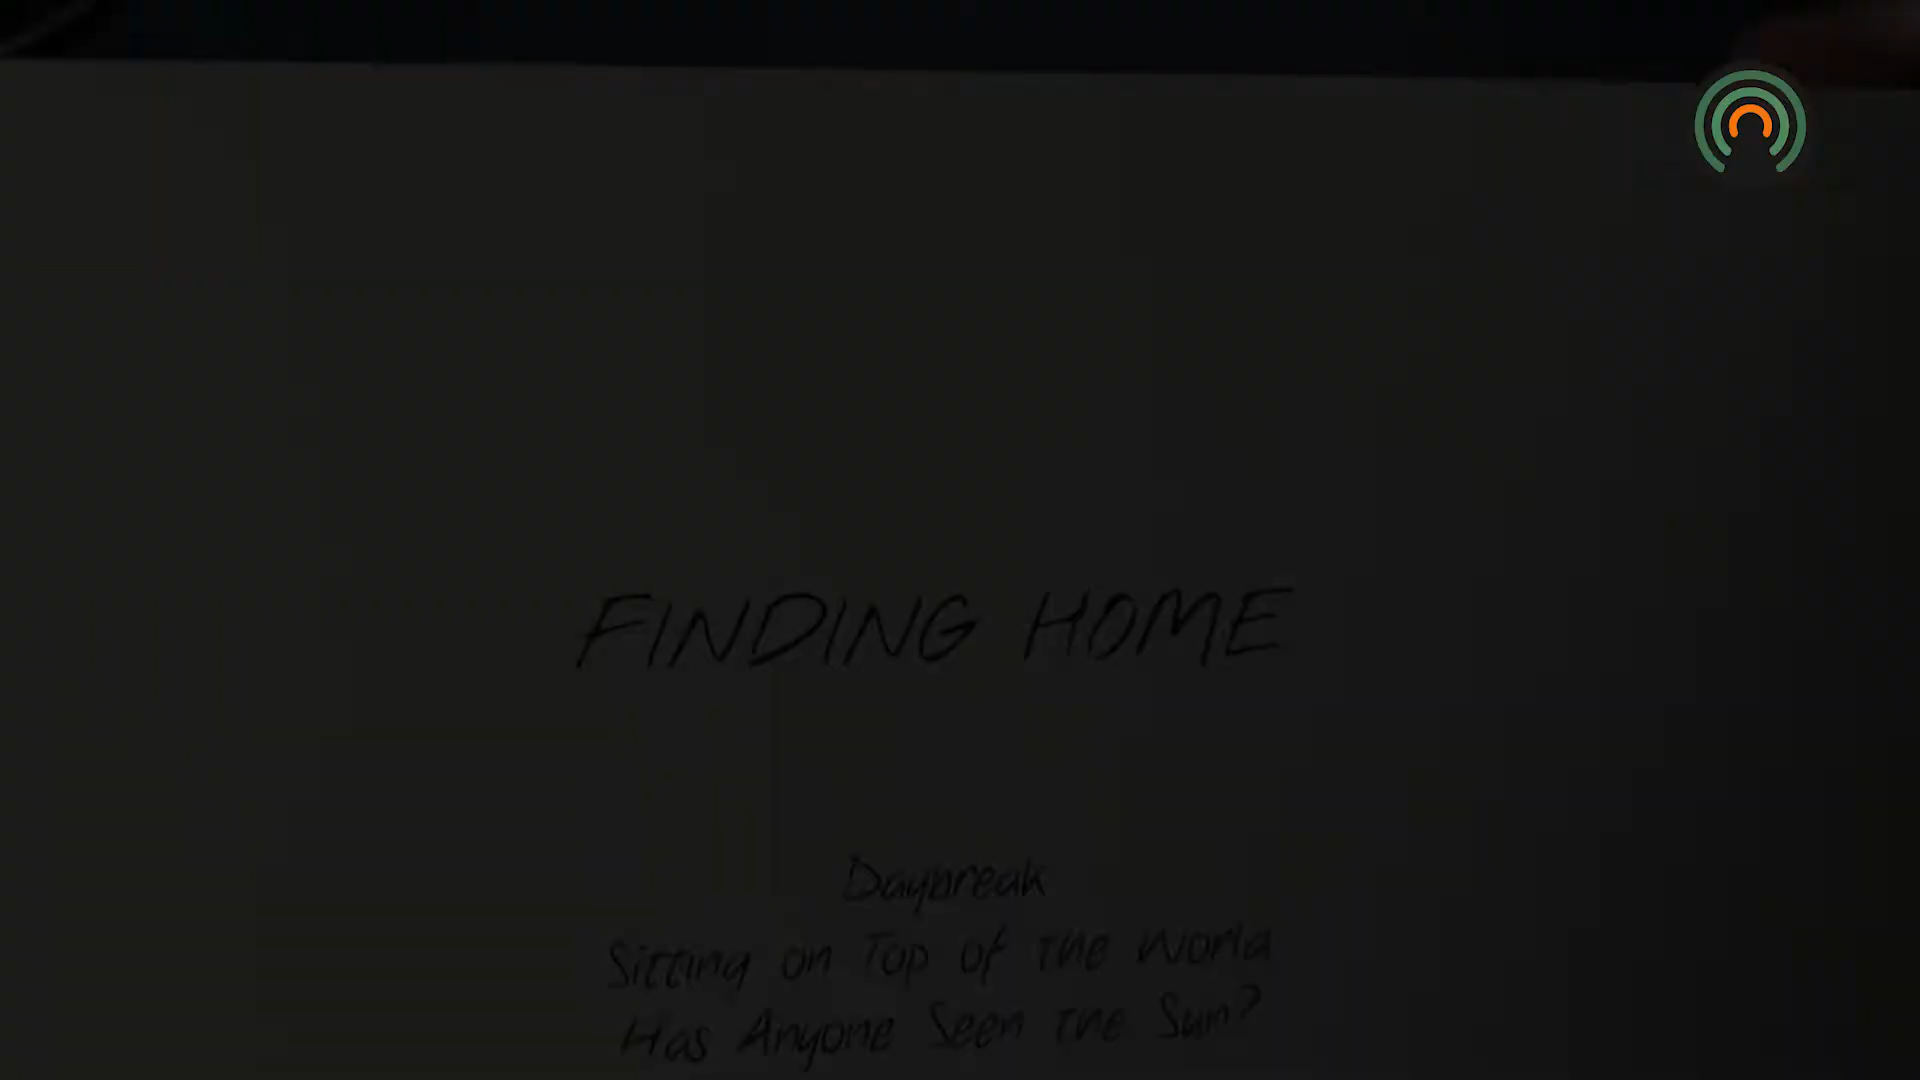 FINDING HOME
Daybreak
Sitting on Top of the World
Has Anyone Seen the Sun?